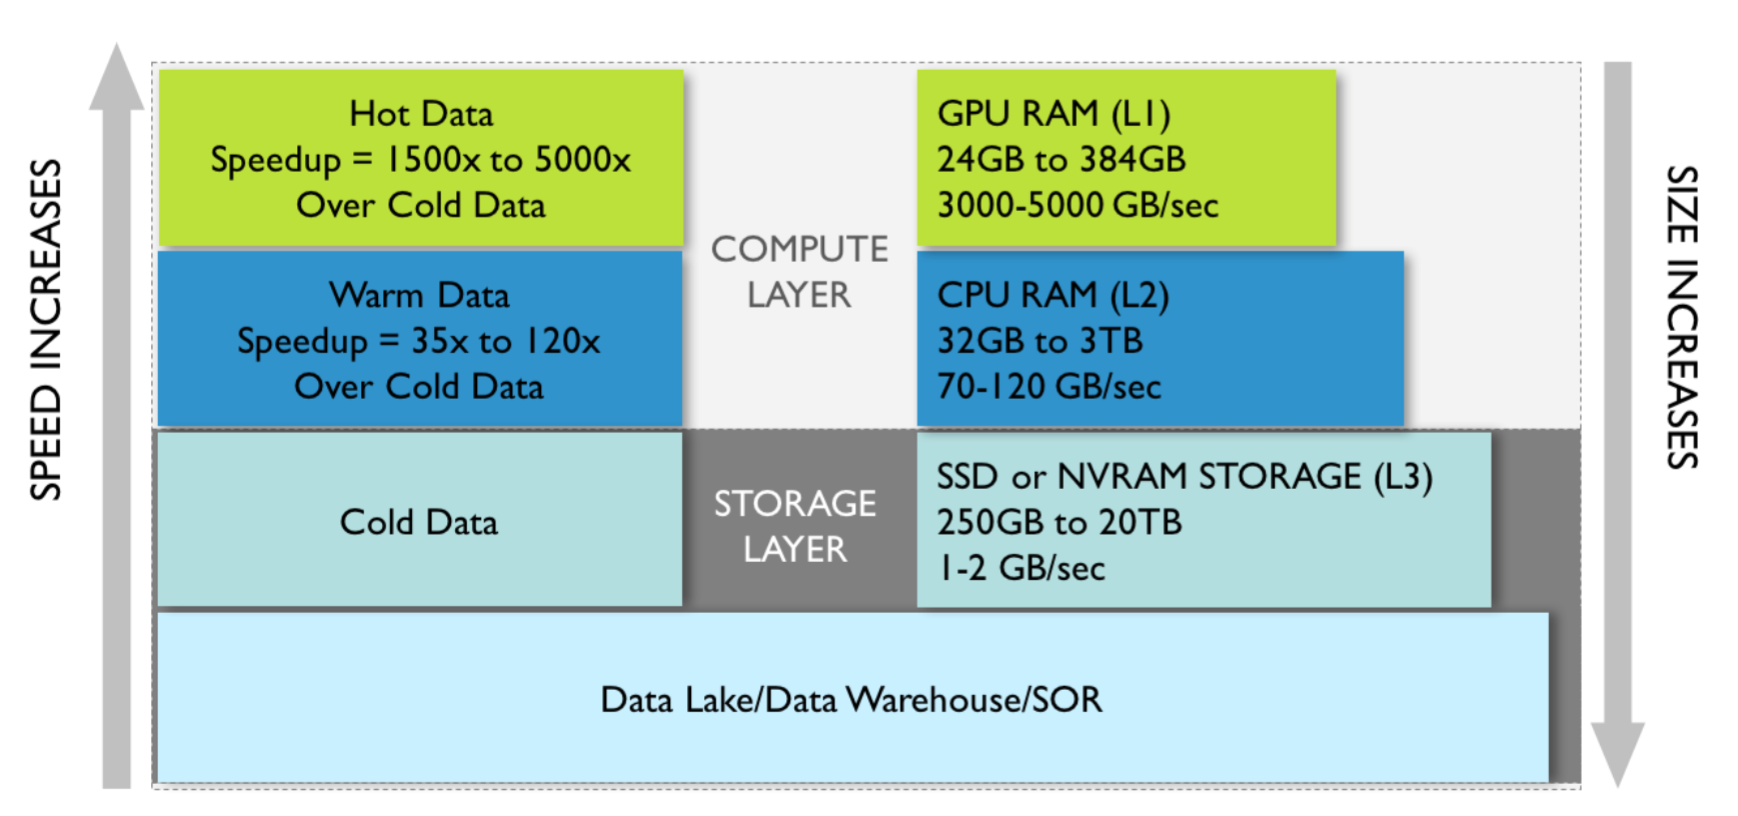 SPEED INCREASES
Hot Data
Speedup = 1500x to 5000x
Over Cold Data
Warm Data
Speedup = 35x to 120x
Over Cold Data
Cold Data
COMPUTE
LAYER
STORAGE
LAYER
GPU RAM (L1)
24GB to 384GB
3000-5000 GB/sec
CPU RAM (L2)
32GB to 3TB
70-120 GB/sec
SSD or NVRAM STORAGE (L3)
250GB to 20TB
1-2 GB/sec
Data Lake/Data Warehouse/SOR
SIZE INCREASES